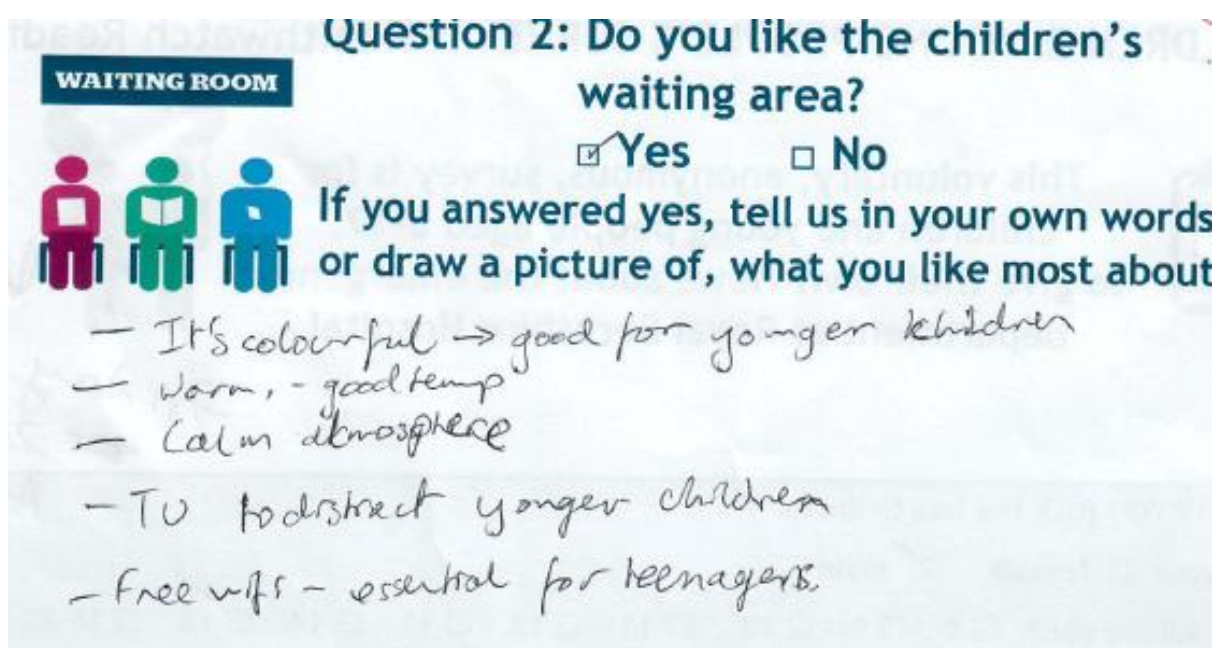 Question 2: Do you like the children's
WAITING ROOM
waiting area?
☑ Yes ☐ No
If you answered yes, tell us in your own words
or draw a picture of, what you like most about
- It's colourful → good for younger children
- Warm, - good temp
- Calm atmosphere
- TV to distract yonger children
- Free wifi - essential for teenagers.